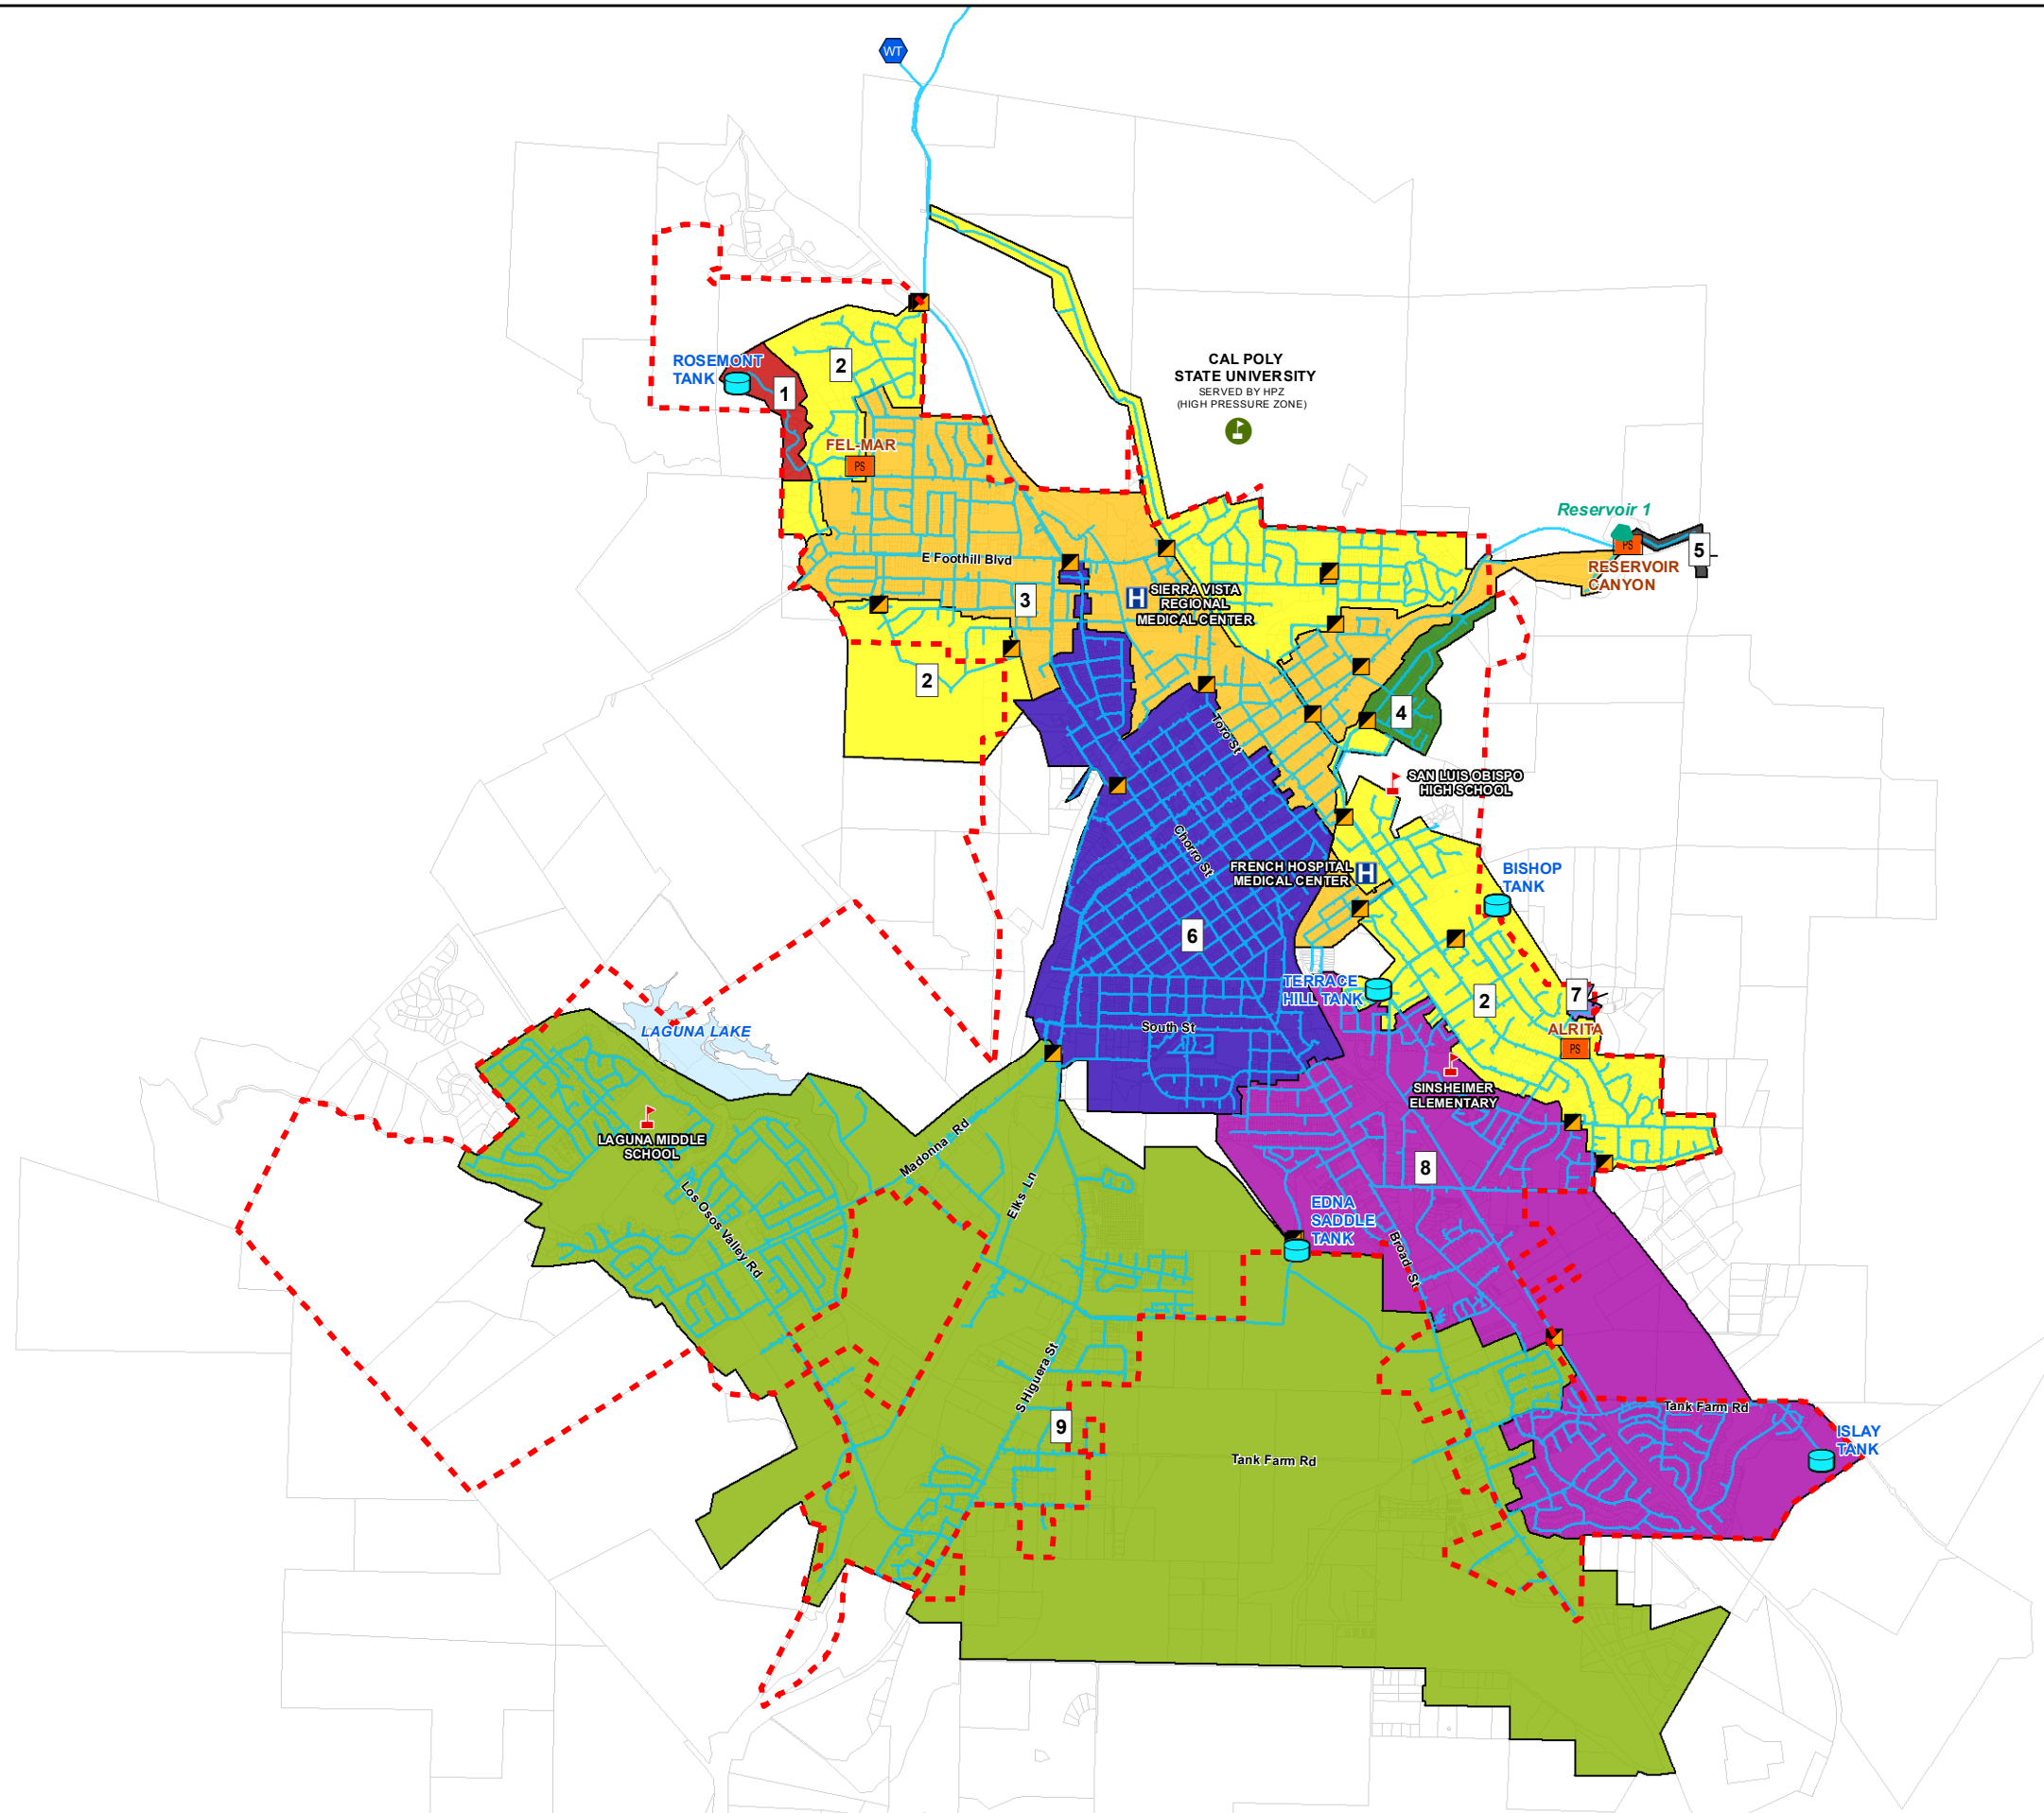 WT
CAL POLY
STATE UNIVERSITY
SERVED BY HPZ
(HIGH PRESSURE ZONE)
ROSEMONT
TANK
2
1
FEL-MAR
PS
Reservoir 1
PS
5
RESERVOIR
CANYON
E Foothill Blvd
3
H
SIERRA VISTA
REGIONAL
MEDICAL CENTER
2
4
Toro St
SAN LUIS OBISPO
HIGH SCHOOL
Chorro St
FRENCH HOSPITAL
MEDICAL CENTER
H
BISHOP
TANK
6
TERRACE
HILL TANK
2
7
ALRITA
PS
LAGUNA LAKE
South St
SINSHEIMER
ELEMENTARY
LAGUNA MIDDLE
SCHOOL
Madonna Rd
8
Elks Ln
Los Osos Valley Rd
EDNA
SADDLE
TANK
Broad St
S Higuera St
9
Tank Farm Rd
Tank Farm Rd
ISLAY
TANK